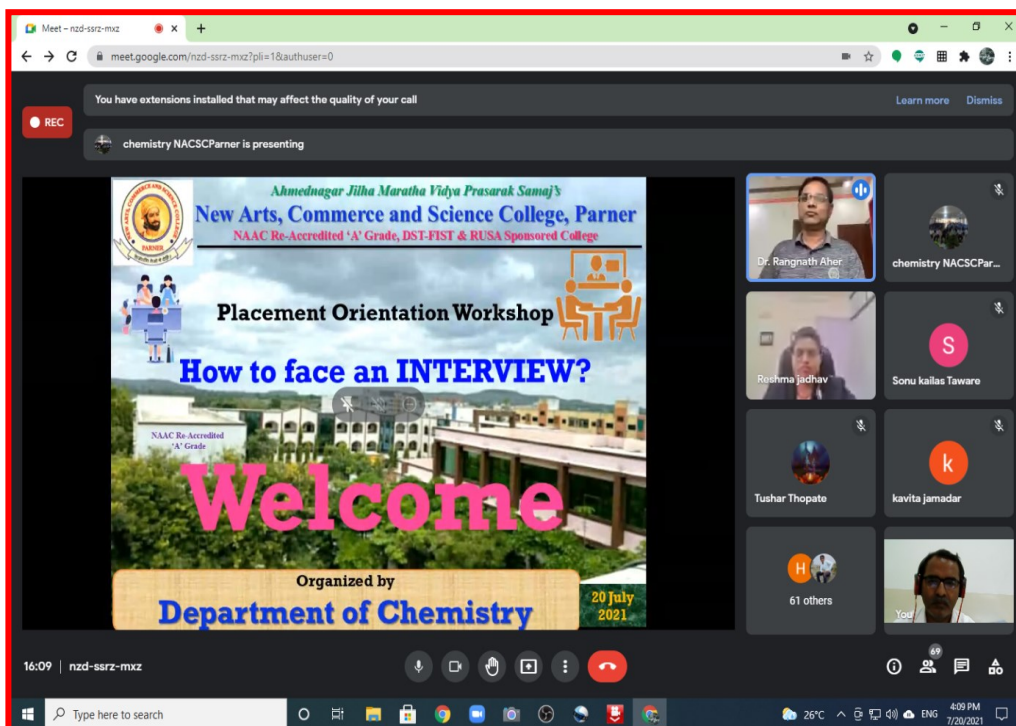 Meet – nzd-ssrz-mxz
meet.google.com/nzd-ssrz-mxz?pli=1&authuser=0
You have extensions installed that may affect the quality of your call
Learn more
Dismiss
REC
chemistry NACSCParner is presenting
Ahmednagar Jilha Maratha Vidya Prasarak Samaj's
New Arts, Commerce and Science College, Parner
NAAC Re-Accredited 'A' Grade, DST-FIST & RUSA Sponsored College
PARNER
Placement Orientation Workshop
How to face an INTERVIEW?
NAAC Re-Accredited
'A' Grade
Welcome
Organized by
Department of Chemistry
20 July
2021
Dr. Rangnath Aher
chemistry NACSCPar...
Reshma jadhav
S
Sonu kailas Taware
Tushar Thopate
k
kavita jamadar
H
61 others
You
16:09 | nzd-ssrz-mxz
69
Type here to search
26°C
ENG
4:09 PM
7/20/2021